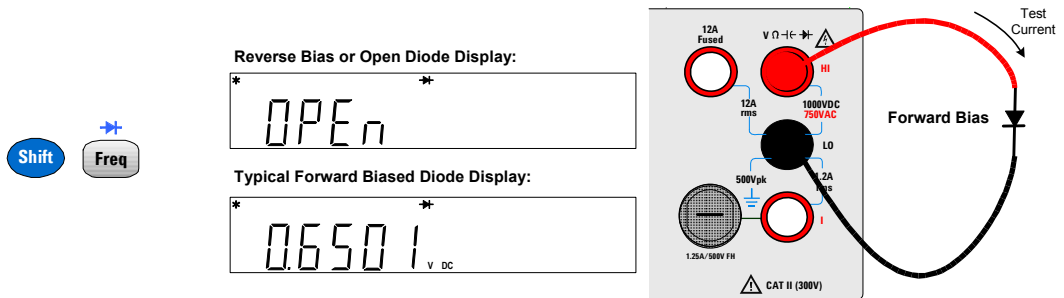 Shift
Freq
Reverse Bias or Open Diode Display:
*
OPEn
Typical Forward Biased Diode Display:
*
0.6501 V DC
12A
Fused
V Ω
HI
12A
rms
1000VDC
750VAC
LO
500Vpk
1.2A
rms
I
1.25A/500V FH
CAT II (300V)
Test
Current
Forward Bias